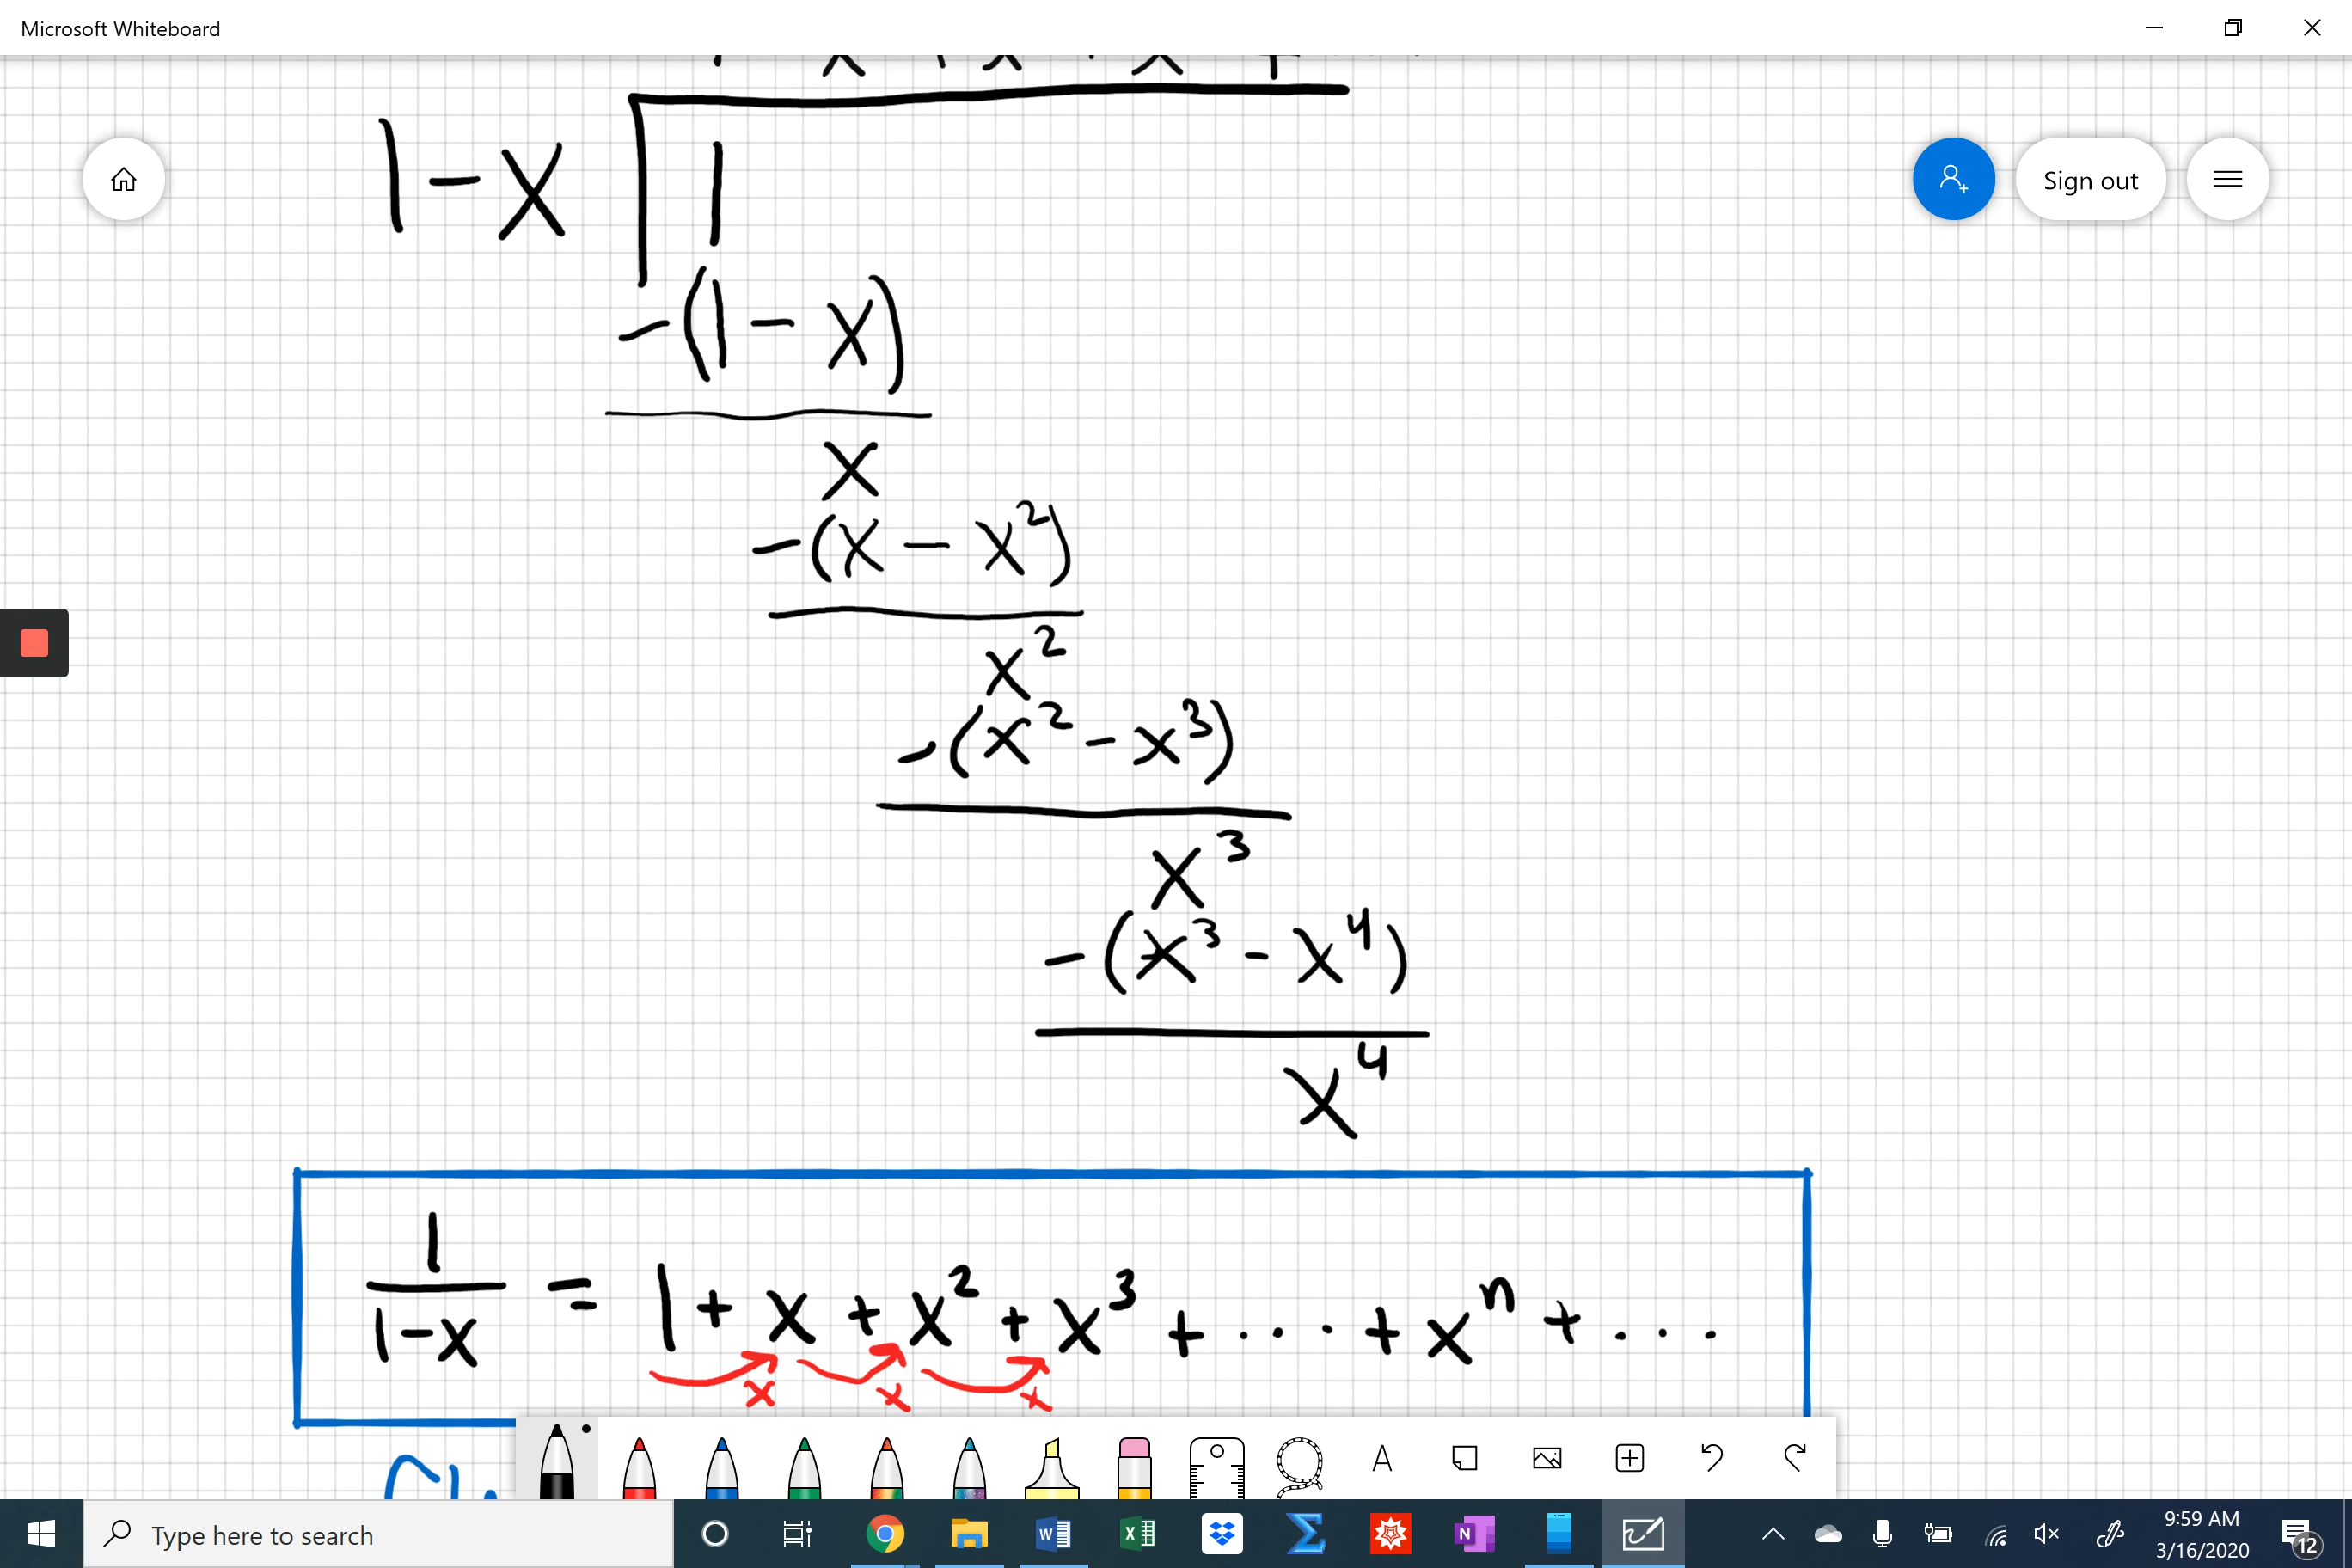 Microsoft Whiteboard
1-x 1
Sign out
-(1-x)
x
-(x-x²)
x²
-(x²-x³)
x³
-(x³-x⁴)
x⁴
1/(1-x) = 1 + x + x² + x³ + ⋯ + xⁿ + ...
x x x
A
Type here to search
9:59 AM
3/16/2020
12